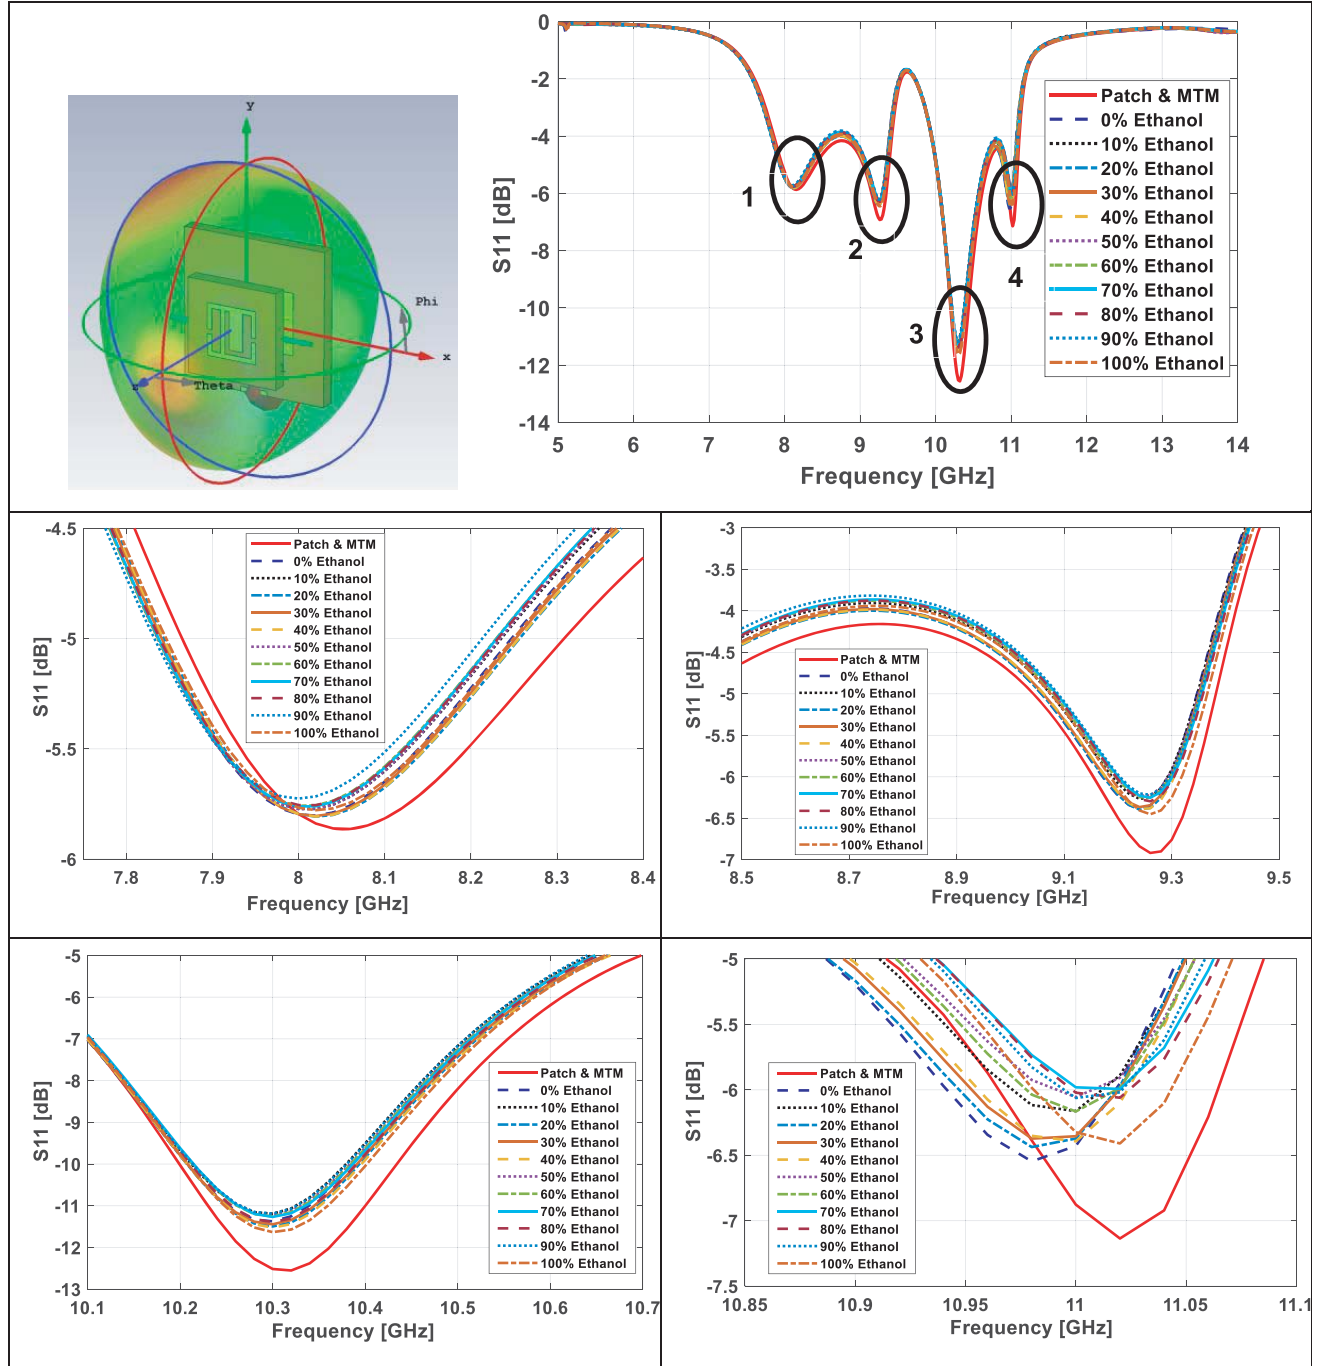 y
Phi
x
z
Theta
0
-2
-4
-6
-8
-10
-12
-14
S11 [dB]
5 6 7 8 9 10 11 12 13 14
Frequency [GHz]
1
2
3
4
Patch & MTM
0% Ethanol
10% Ethanol
20% Ethanol
30% Ethanol
40% Ethanol
50% Ethanol
60% Ethanol
70% Ethanol
80% Ethanol
90% Ethanol
100% Ethanol
-4.5
-5
-5.5
-6
S11 [dB]
7.8 7.9 8 8.1 8.2 8.3 8.4
Frequency [GHz]
Patch & MTM
0% Ethanol
10% Ethanol
20% Ethanol
30% Ethanol
40% Ethanol
50% Ethanol
60% Ethanol
70% Ethanol
80% Ethanol
90% Ethanol
100% Ethanol
-3
-3.5
-4
-4.5
-5
-5.5
-6
-6.5
-7
S11 [dB]
8.5 8.7 8.9 9.1 9.3 9.5
Frequency [GHz]
Patch & MTM
0% Ethanol
10% Ethanol
20% Ethanol
30% Ethanol
40% Ethanol
50% Ethanol
60% Ethanol
70% Ethanol
80% Ethanol
90% Ethanol
100% Ethanol
-5
-6
-7
-8
-9
-10
-11
-12
-13
S11 [dB]
10.1 10.2 10.3 10.4 10.5 10.6 10.7
Frequency [GHz]
Patch & MTM
0% Ethanol
10% Ethanol
20% Ethanol
30% Ethanol
40% Ethanol
50% Ethanol
60% Ethanol
70% Ethanol
80% Ethanol
90% Ethanol
100% Ethanol
-5
-5.5
-6
-6.5
-7
-7.5
S11 [dB]
10.85 10.9 10.95 11 11.05 11.1
Frequency [GHz]
Patch & MTM
0% Ethanol
10% Ethanol
20% Ethanol
30% Ethanol
40% Ethanol
50% Ethanol
60% Ethanol
70% Ethanol
80% Ethanol
90% Ethanol
100% Ethanol